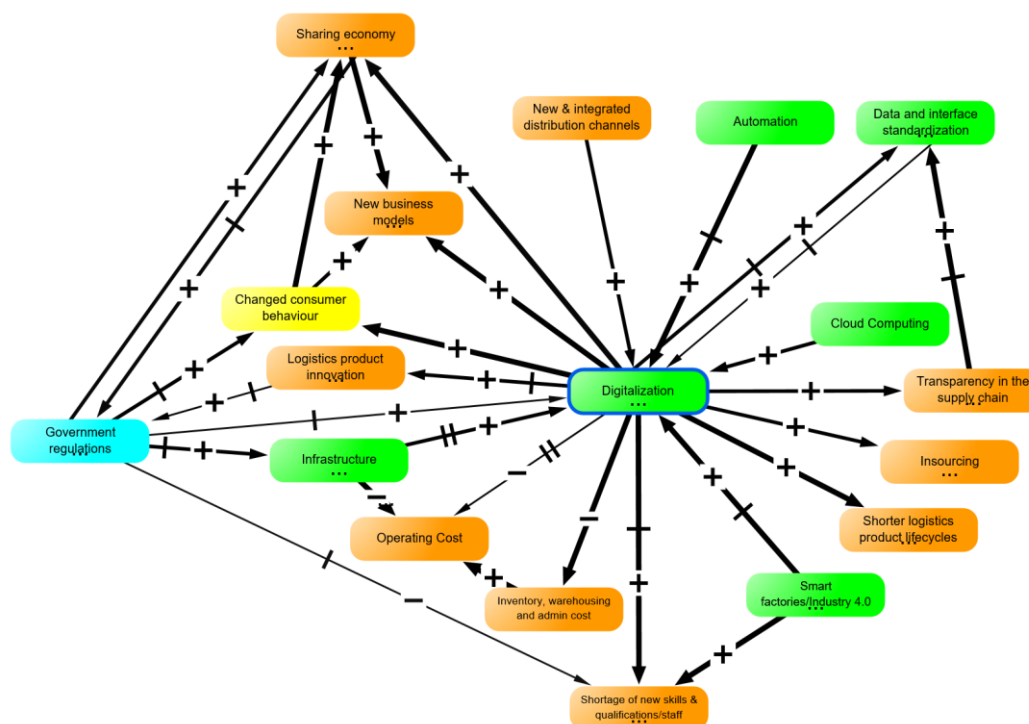 Sharing economy
...
New & integrated
distribution channels
Automation
Data and interface
standardization
...
New business
models
...
Changed consumer
behaviour
Cloud Computing
Logistics product
innovation
...
Digitalization
...
Transparency in the
supply chain
...
Government
regulations
...
Infrastructure
...
Insourcing
...
Shorter logistics
product lifecycles
...
Operating Cost
Inventory, warehousing
and admin cost
Smart
factories/Industry 4.0
...
Shortage of new skills &
qualifications/staff
...